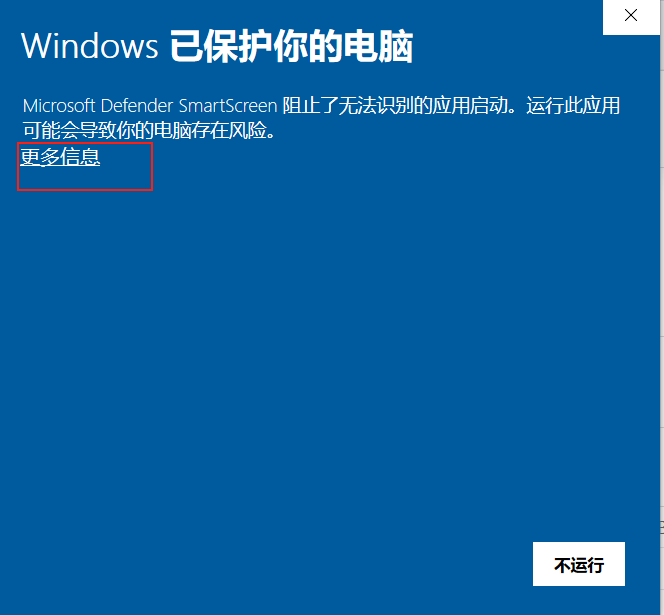 Windows 已保护你的电脑
Microsoft Defender SmartScreen 阻止了无法识别的应用启动。运行此应用
可能会导致你的电脑存在风险。
更多信息
不运行